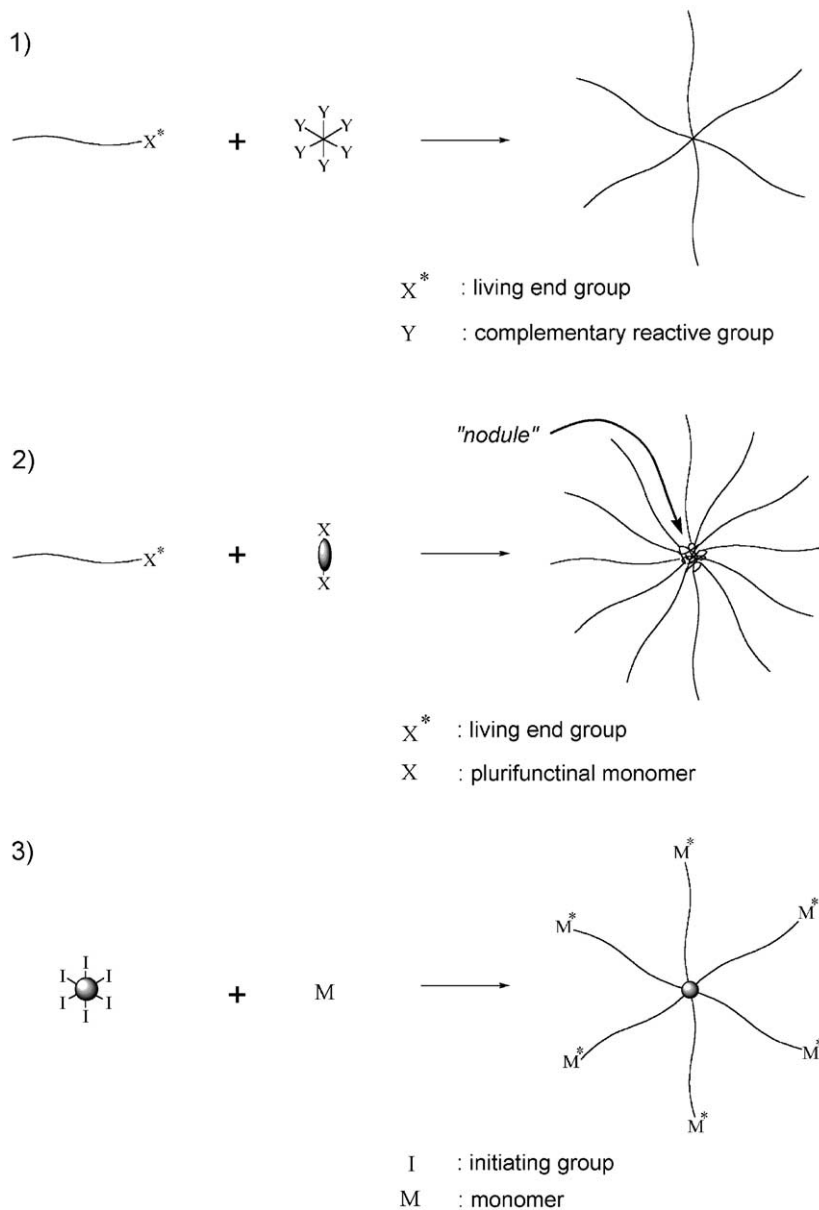 1)
X* + Y Y Y Y Y Y
X* : living end group
Y : complementary reactive group
2)
"nodule"
X* + X X
X* : living end group
X : plurifunctinal monomer
3)
I I I I I I + M
M* M* M* M* M* M*
I : initiating group
M : monomer